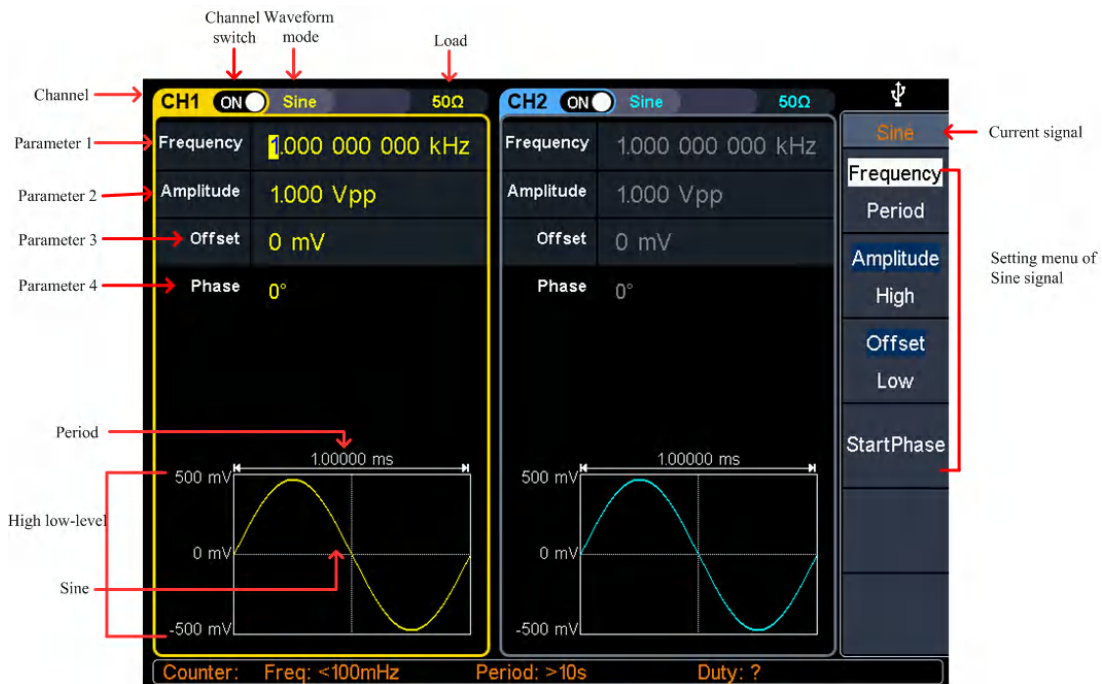 Channel
switch
Waveform
mode
Load
Channel
CH1 ON Sine 50Ω
CH2 ON Sine 50Ω
Sine
Current signal
Parameter 1
Frequency 1.000 000 000 kHz
Frequency 1.000 000 000 kHz
Frequency
Period
Parameter 2
Amplitude 1.000 Vpp
Amplitude 1.000 Vpp
Parameter 3
Offset 0 mV
Offset 0 mV
Amplitude
High
Setting menu of
Sine signal
Parameter 4
Phase 0°
Phase 0°
Offset
Low
StartPhase
Period
1.00000 ms
1.00000 ms
500 mV
500 mV
High low-level
0 mV
0 mV
Sine
-500 mV
-500 mV
Counter: Freq: <100mHz Period: >10s Duty: ?